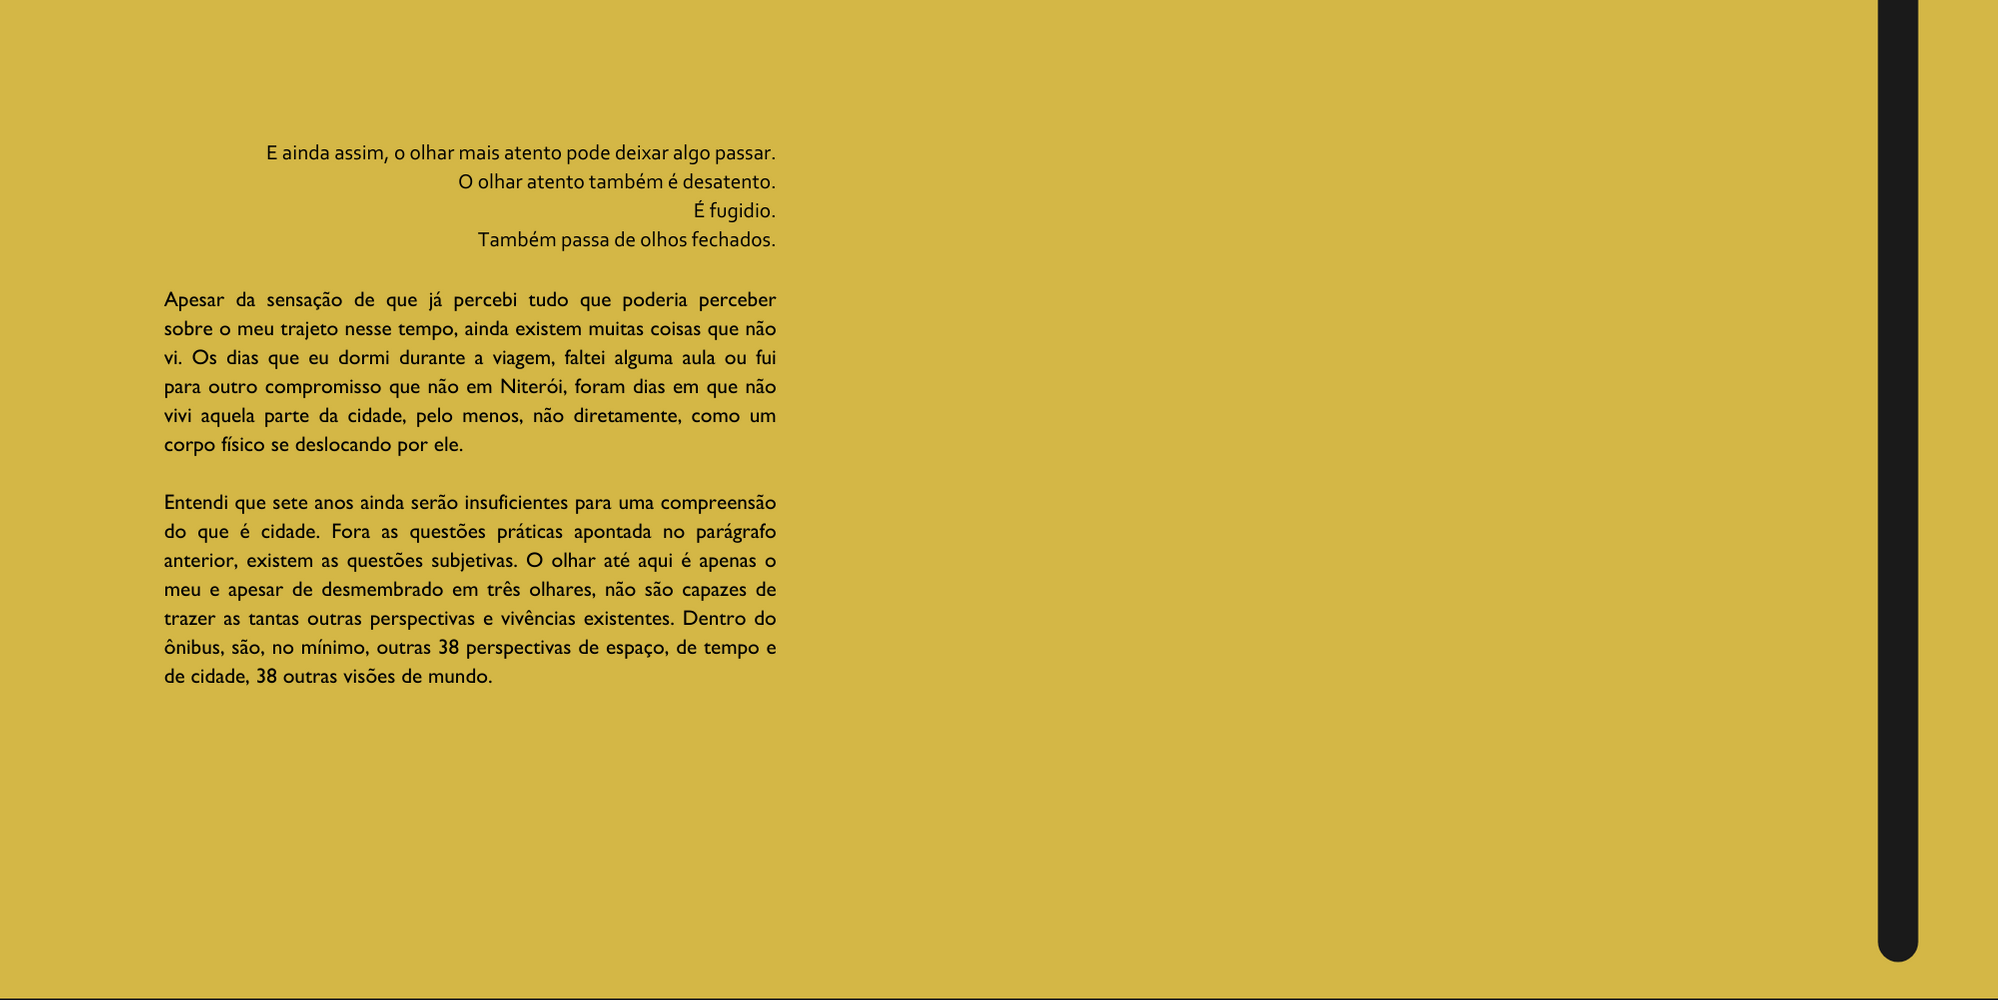 E ainda assim, o olhar mais atento pode deixar algo passar.
O olhar atento também é desatento.
É fugidio.
Também passa de olhos fechados.
Apesar da sensação de que já percebi tudo que poderia perceber
sobre o meu trajeto nesse tempo, ainda existem muitas coisas que não
vi. Os dias que eu dormi durante a viagem, faltei alguma aula ou fui
para outro compromisso que não em Niterói, foram dias em que não
vivi aquela parte da cidade, pelo menos, não diretamente, como um
corpo físico se deslocando por ele.
Entendi que sete anos ainda serão insuficientes para uma compreensão
do que é cidade. Fora as questões práticas apontada no parágrafo
anterior, existem as questões subjetivas. O olhar até aqui é apenas o
meu e apesar de desmembrado em três olhares, não são capazes de
trazer as tantas outras perspectivas e vivências existentes. Dentro do
ônibus, são, no mínimo, outras 38 perspectivas de espaço, de tempo e
de cidade, 38 outras visões de mundo.